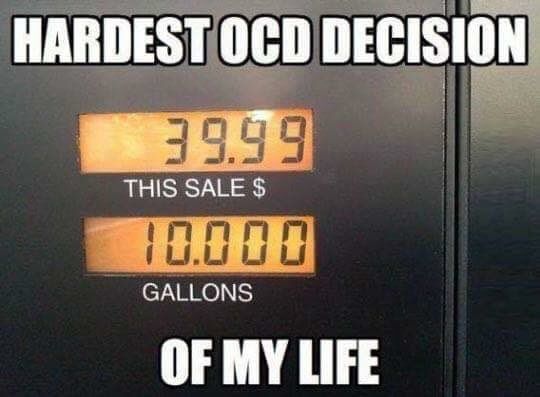 HARDEST OCD DECISION
39.99
THIS SALE $
10.000
GALLONS
OF MY LIFE